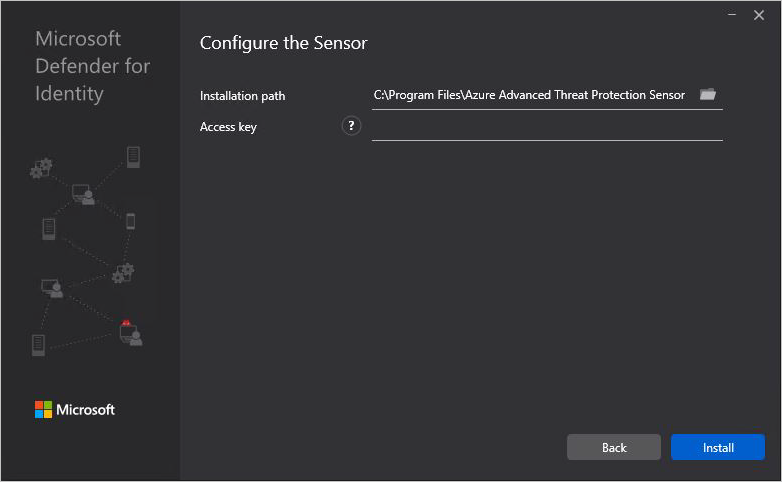 Microsoft
Defender for
Identity
Configure the Sensor
Installation path C:\Program Files\Azure Advanced Threat Protection Sensor
Access key ?
Microsoft
Back Install